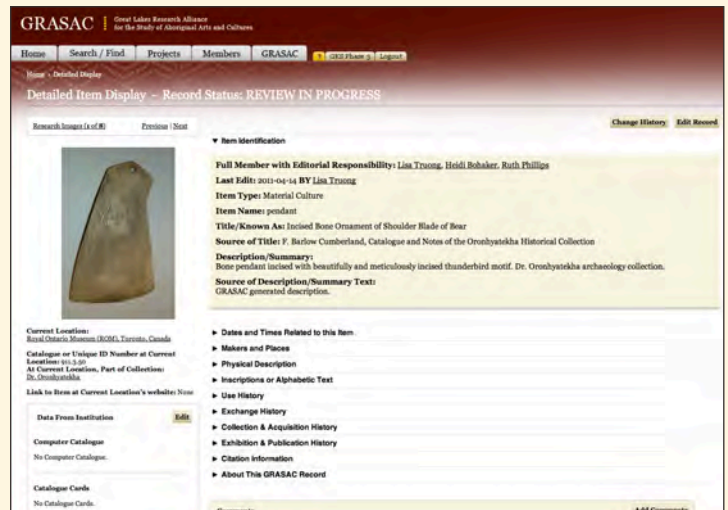 GRASAC
Great Lakes Research Alliance
for the Study of Aboriginal Arts and Cultures
Home Search / Find Projects Members GRASAC ? GKS Phase 3 Logout
Home > Detailed Display
Detailed Item Display ~ Record Status: REVIEW IN PROGRESS
Change History Edit Record
Research Images (1 of 8) Previous | Next
▼ Item Identification
Full Member with Editorial Responsibility: Lisa Truong, Heidi Bohaker, Ruth Phillips
Last Edit: 2011-04-14 BY Lisa Truong
Item Type: Material Culture
Item Name: pendant
Title/Known As: Incised Bone Ornament of Shoulder Blade of Bear
Source of Title: F. Barlow Cumberland, Catalogue and Notes of the Oronhyatekha Historical Collection
Description/Summary:
Bone pendant incised with beautifully and meticulously incised thunderbird motif. Dr. Oronhyatekha archaeology collection.
Source of Description/Summary Text:
GRASAC generated description.
Current Location:
Royal Ontario Museum (ROM), Toronto, Canada
Catalogue or Unique ID Number at Current
Location: 911.3.50
At Current Location, Part of Collection:
Dr. Oronhyatekha
Link to Item at Current Location's website: None
Data From Institution Edit
Computer Catalogue
No Computer Catalogue.
Catalogue Cards
No Catalogue Cards.
► Dates and Times Related to this Item
► Makers and Places
► Physical Description
► Inscriptions or Alphabetic Text
► Use History
► Exchange History
► Collection & Acquisition History
► Exhibition & Publication History
► Citation Information
► About This GRASAC Record
Comments Add Comments